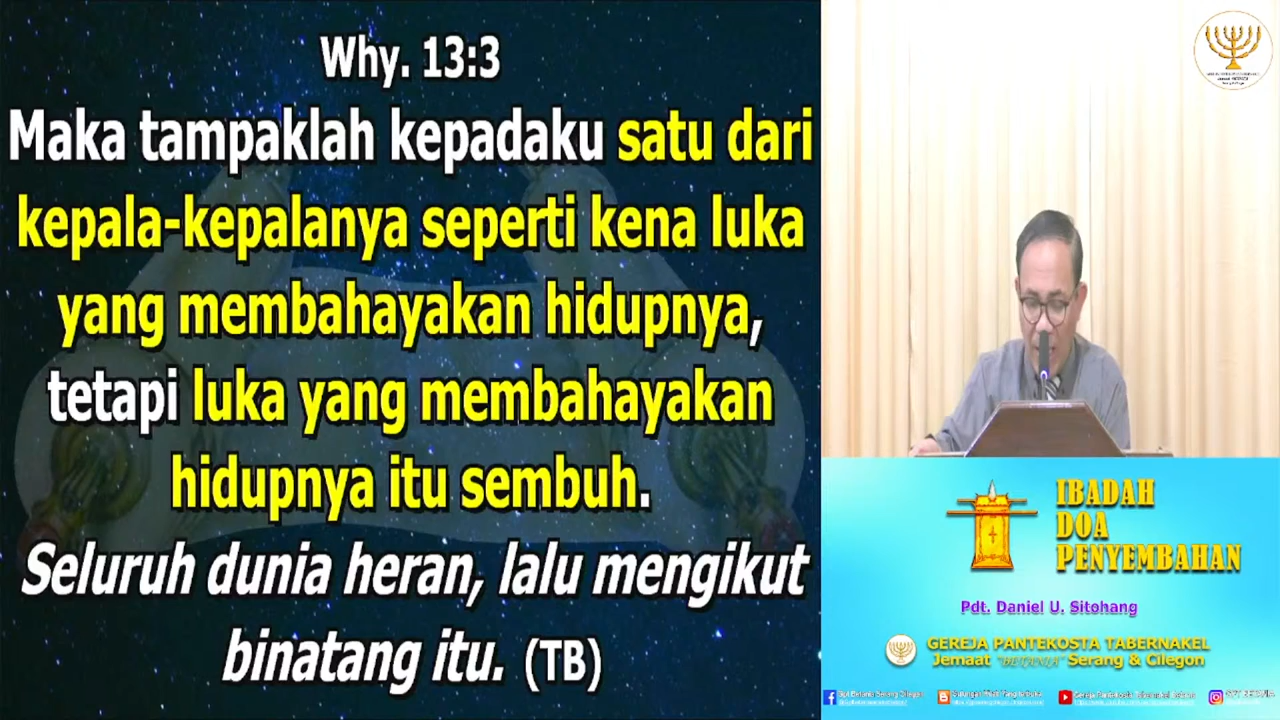 Why. 13:3
Maka tampaklah kepadaku satu dari
kepala-kepalanya seperti kena luka
yang membahayakan hidupnya,
tetapi luka yang membahayakan
hidupnya itu sembuh.
Seluruh dunia heran, lalu mengikut
binatang itu. (TB)
IBADAH
DOA
PENYEMBAHAN
Pdt. Daniel U. Sitohang
GEREJA PANTEKOSTA TABERNAKEL
Jemaat "BETANIA" Serang & Cilegon